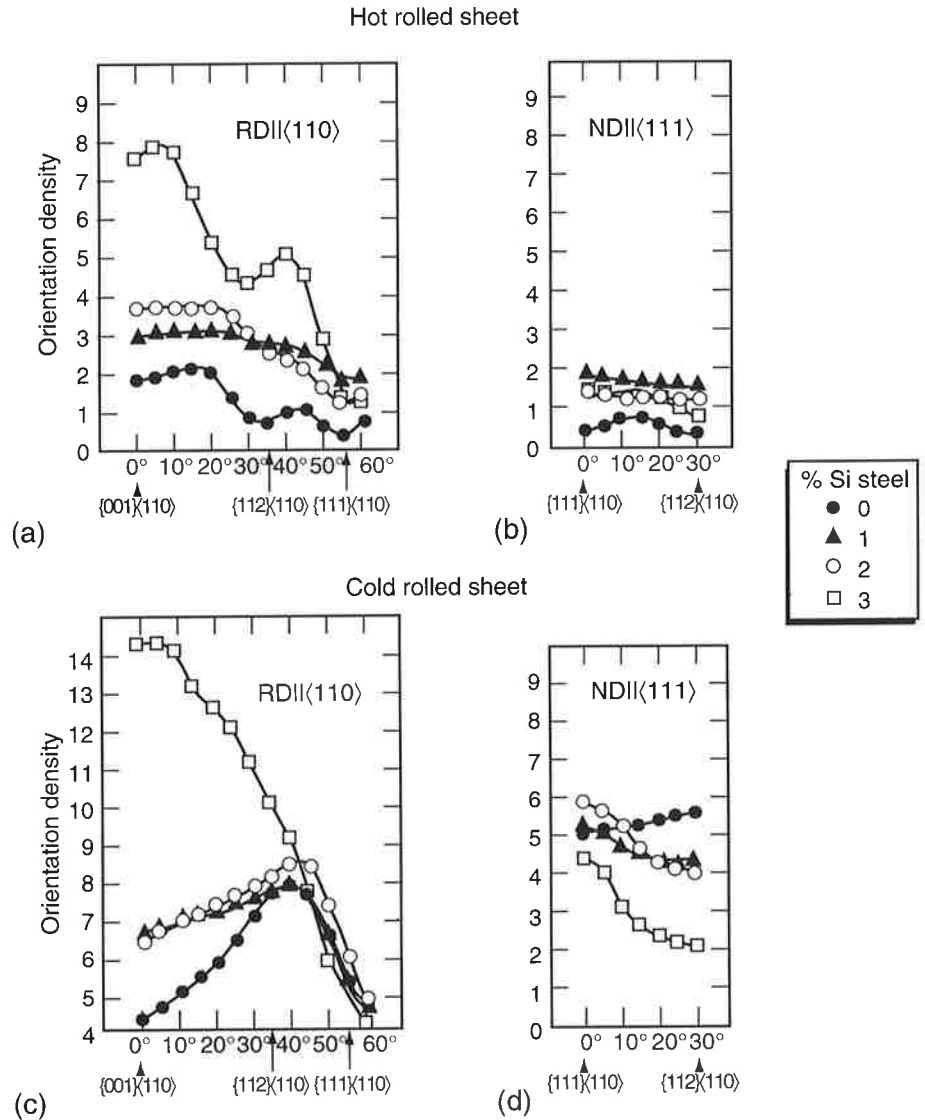 Hot rolled sheet
Orientation density
9
8
7
6
5
4
3
2
1
0
RD||⟨110⟩
0° 10° 20° 30° 40° 50° 60°
{001}⟨110⟩ {112}⟨110⟩ {111}⟨110⟩
(a)
9
8
7
6
5
4
3
2
1
0
ND||⟨111⟩
0° 10° 20° 30°
{111}⟨110⟩ {112}⟨110⟩
(b)
% Si steel
0
1
2
3
Cold rolled sheet
Orientation density
14
13
12
11
10
9
8
7
6
5
4
RD||⟨110⟩
0° 10° 20° 30° 40° 50° 60°
{001}⟨110⟩ {112}⟨110⟩ {111}⟨110⟩
(c)
9
8
7
6
5
4
3
2
1
0
ND||⟨111⟩
0° 10° 20° 30°
{111}⟨110⟩ {112}⟨110⟩
(d)